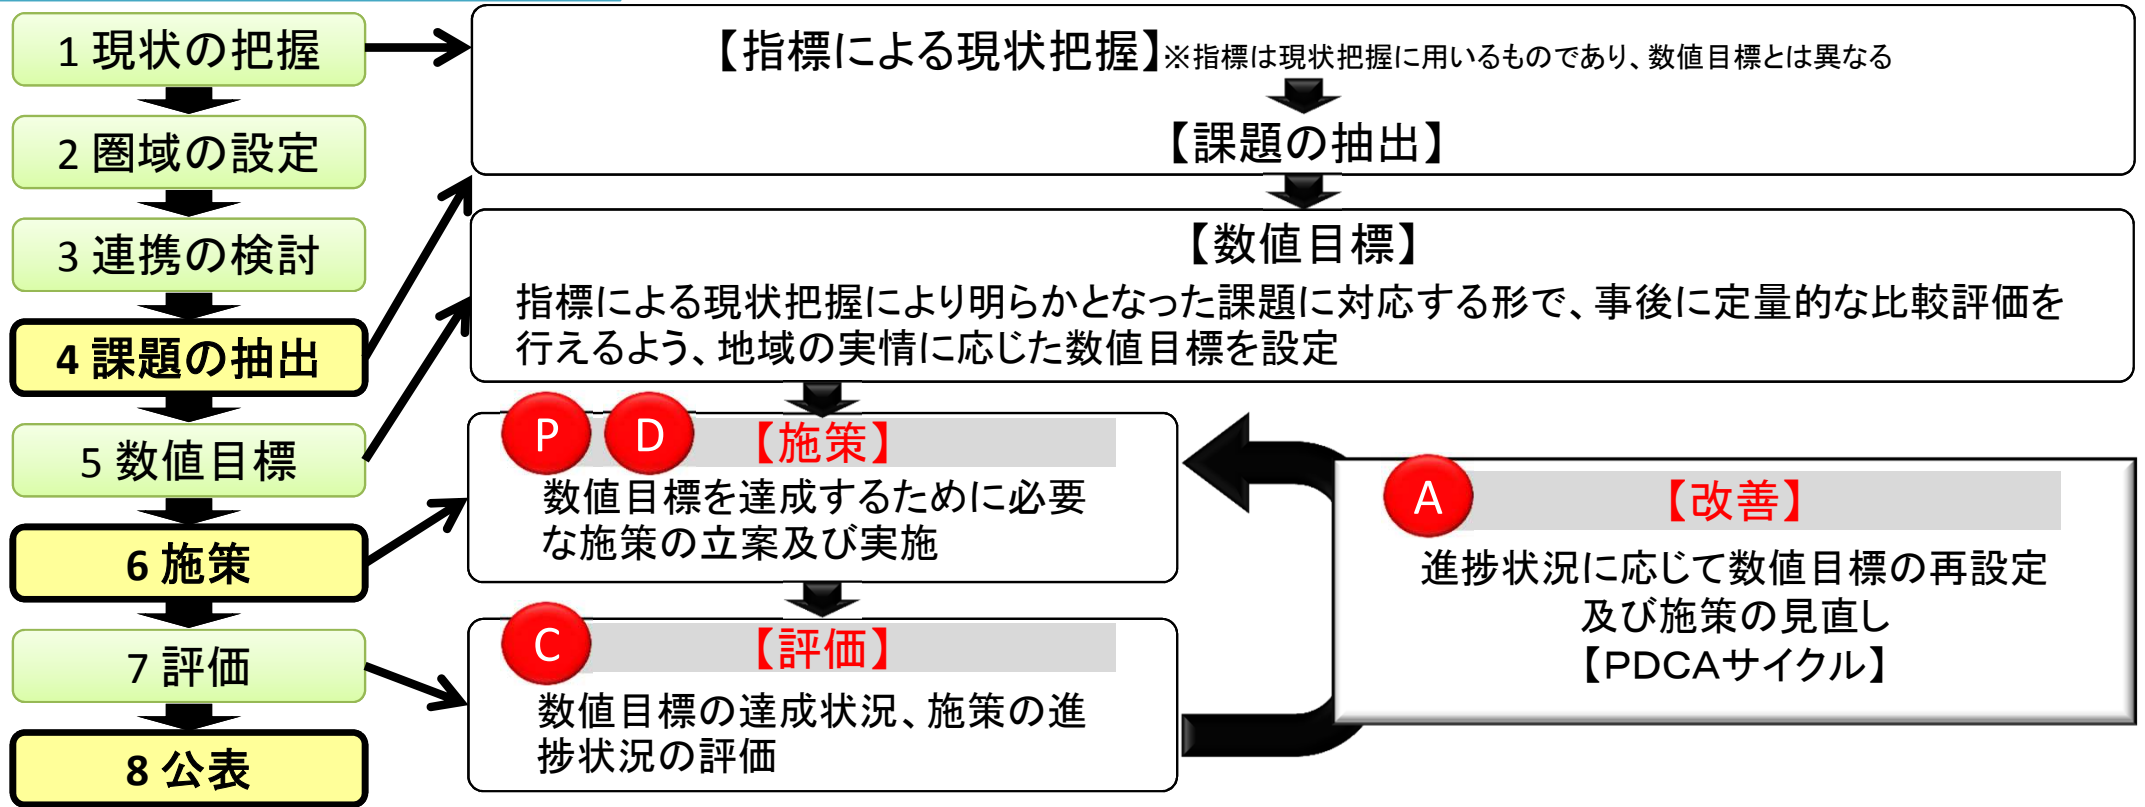 1 現状の把握
2 圏域の設定
3 連携の検討
4 課題の抽出
5 数値目標
6 施策
7 評価
8 公表
【指標による現状把握】※指標は現状把握に用いるものであり、数値目標とは異なる
【課題の抽出】
【数値目標】
指標による現状把握により明らかとなった課題に対応する形で、事後に定量的な比較評価を
行えるよう、地域の実情に応じた数値目標を設定
P D 【施策】
数値目標を達成するために必要
な施策の立案及び実施
C 【評価】
数値目標の達成状況、施策の進
捗状況の評価
A 【改善】
進捗状況に応じて数値目標の再設定
及び施策の見直し
【PDCAサイクル】